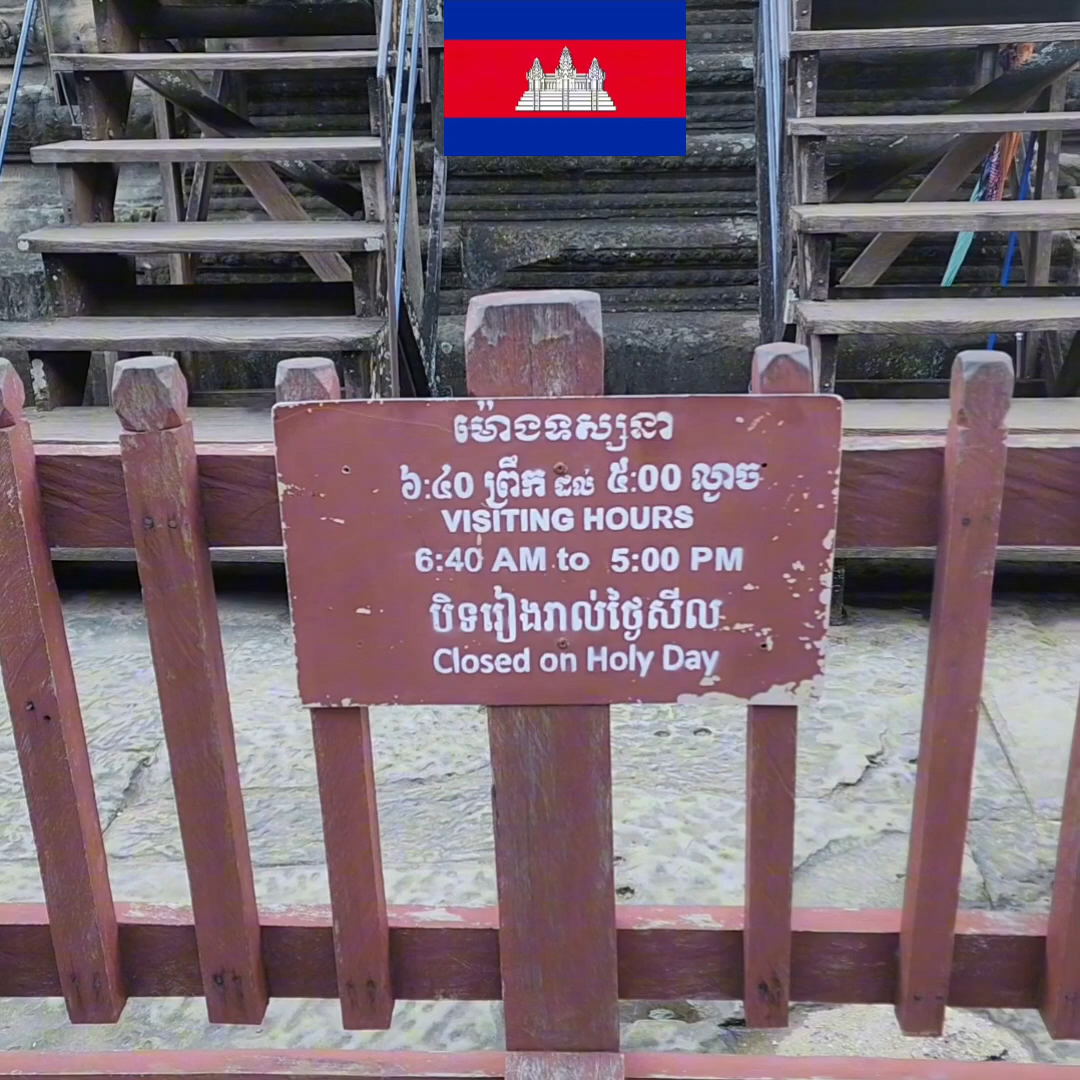 ម៉ោងទស្សនា
៦:៤០ ព្រឹក ដល់ ៥:00 ល្ងាច
VISITING HOURS
6:40 AM to 5:00 PM
បិទរៀងរាល់ថ្ងៃសីល
Closed on Holy Day